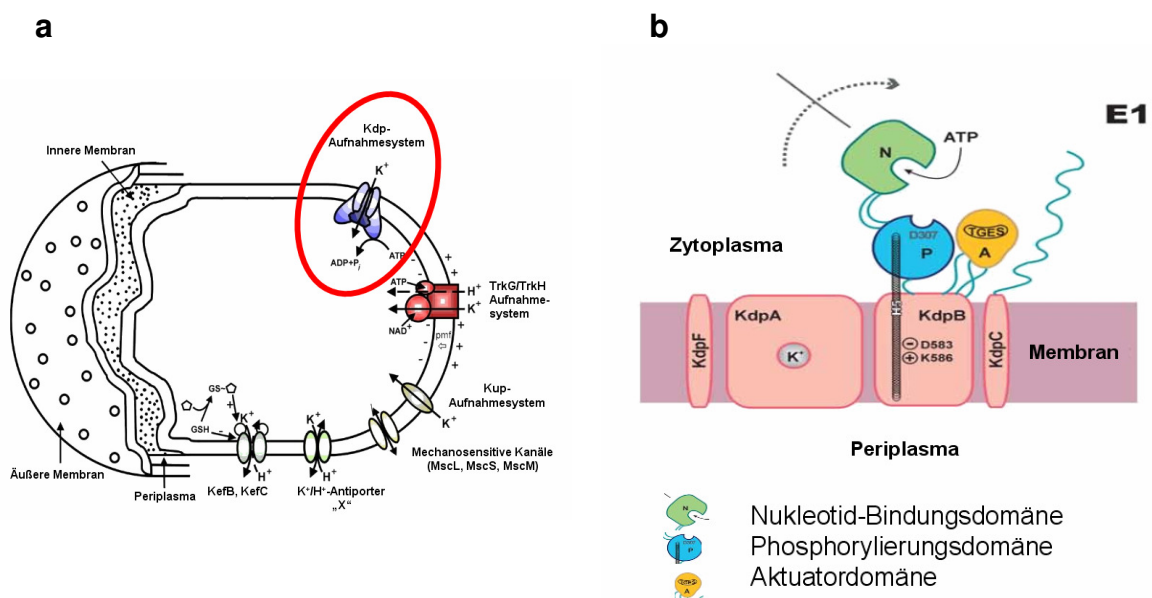 a
Kdp-
Aufnahmesystem
K⁺
Innere Membran
ADP+Pᵢ
ATP
ATP
H⁺
K⁺
NAD⁺
TrkG/TrkH
Aufnahme-
system
pmf
Kup-
Aufnahmesystem
K⁺
GS-
GSH
K⁺
H⁺
K⁺
H⁺
Mechanosensitive Kanäle
(MscL, MscS, MscM)
Äußere Membran
Periplasma
KefB, KefC
K⁺/H⁺-Antiporter
„X“
b
E1
N
ATP
Zytoplasma
D307
P
TGES
A
KdpF
KdpA
K⁺
H5
KdpB
D583
K586
KdpC
Membran
Periplasma
N
Nukleotid-Bindungsdomäne
P
Phosphorylierungsdomäne
TGES
A
Aktuatordomäne